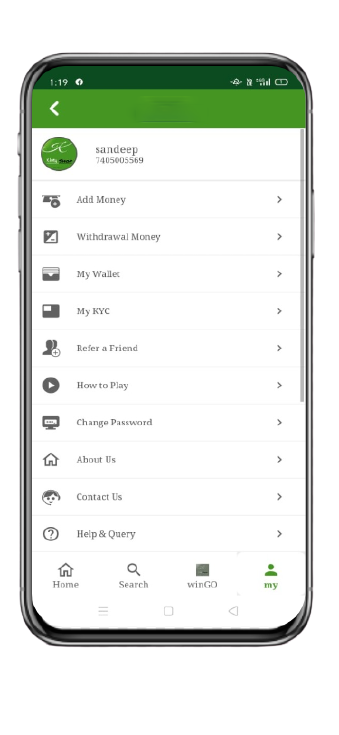 1:19
sandeep
7405005569
Add Money
Withdrawal Money
My Wallet
My KYC
Refer a Friend
How to Play
Change Password
About Us
Contact Us
Help & Query
Home Search winGO my